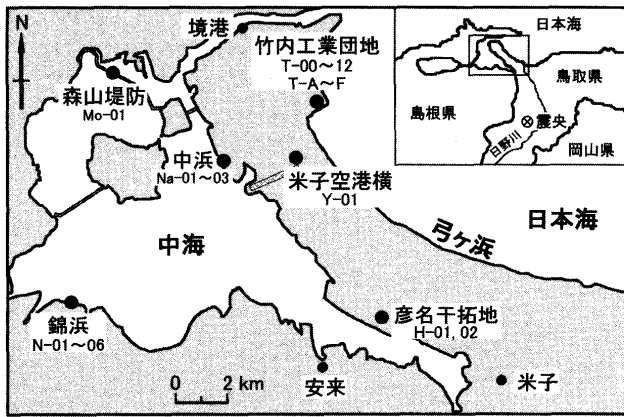 N
境港
竹内工業団地
T-00～12
T-A～F
森山堤防
Mo-01
中浜
Na-01～03
米子空港横
Y-01
中海
弓ヶ浜
日本海
錦浜
N-01～06
彦名干拓地
H-01, 02
0 2 km
安来
米子
日本海
鳥取県
島根県
震央
日野川
岡山県